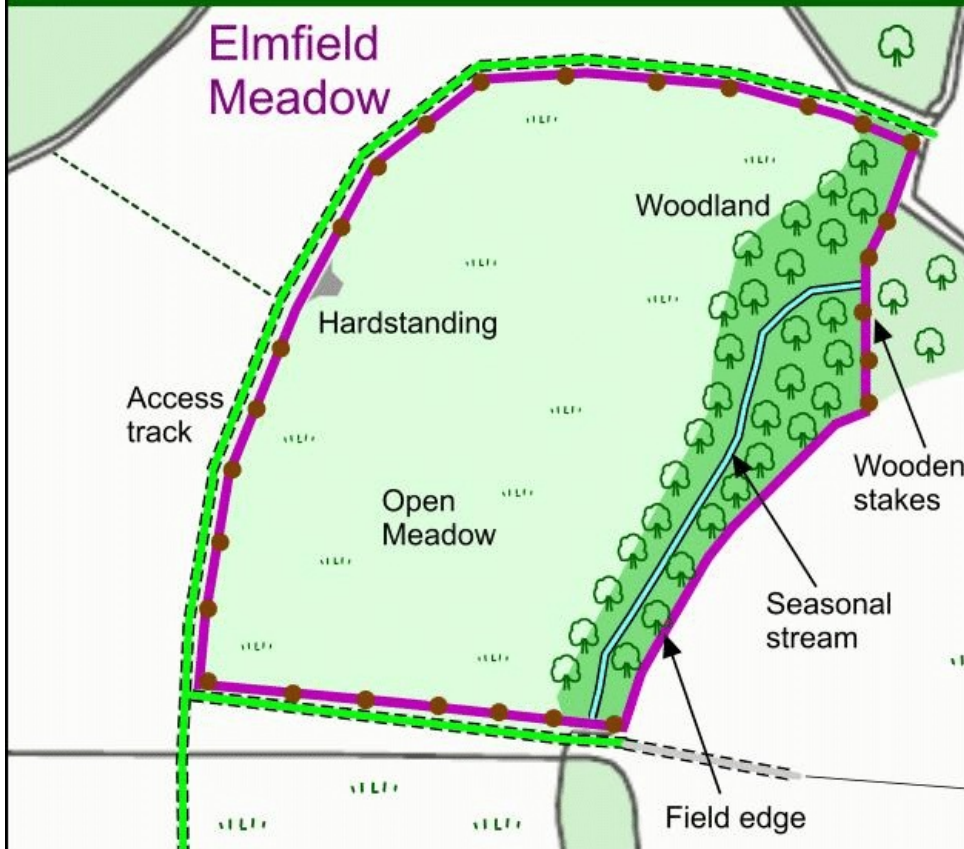 Elmfield
Meadow
Woodland
Hardstanding
Access
track
Wooden
stakes
Open
Meadow
Seasonal
stream
Field edge